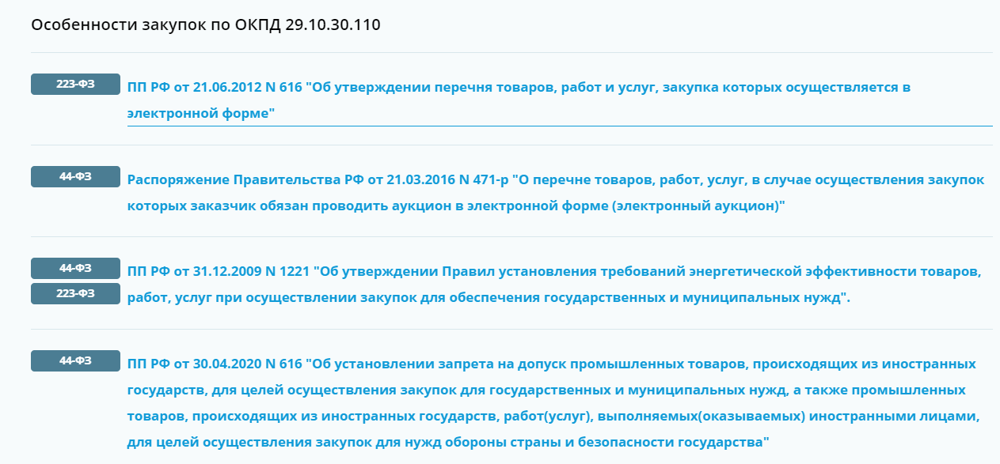 Особенности закупок по ОКПД 29.10.30.110
223-ФЗ
ПП РФ от 21.06.2012 N 616 "Об утверждении перечня товаров, работ и услуг, закупка которых осуществляется в
электронной форме"
44-ФЗ
Распоряжение Правительства РФ от 21.03.2016 N 471-р "О перечне товаров, работ, услуг, в случае осуществления закупок
которых заказчик обязан проводить аукцион в электронной форме (электронный аукцион)"
44-ФЗ
223-ФЗ
ПП РФ от 31.12.2009 N 1221 "Об утверждении Правил установления требований энергетической эффективности товаров,
работ, услуг при осуществлении закупок для обеспечения государственных и муниципальных нужд".
44-ФЗ
ПП РФ от 30.04.2020 N 616 "Об установлении запрета на допуск промышленных товаров, происходящих из иностранных
государств, для целей осуществления закупок для государственных и муниципальных нужд, а также промышленных
товаров, происходящих из иностранных государств, работ(услуг), выполняемых(оказываемых) иностранными лицами,
для целей осуществления закупок для нужд обороны страны и безопасности государства"